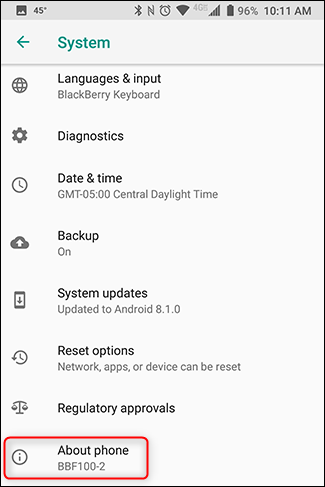 45° 4G 96% 10:11 AM
System
Languages & input
BlackBerry Keyboard
Diagnostics
Date & time
GMT-05:00 Central Daylight Time
Backup
On
System updates
Updated to Android 8.1.0
Reset options
Network, apps, or device can be reset
Regulatory approvals
About phone
BBF100-2